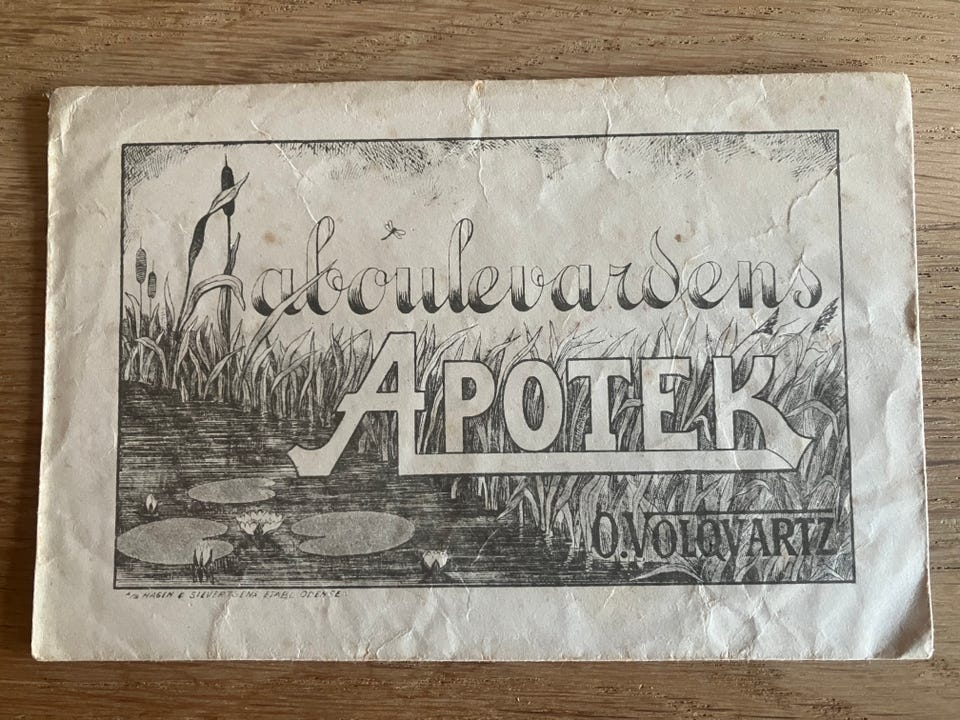 Aaboulevardens
APOTEK
O. VOLQVARTZ
A/S HAGEN & SIEVERTSENS ETABL. ODENSE.